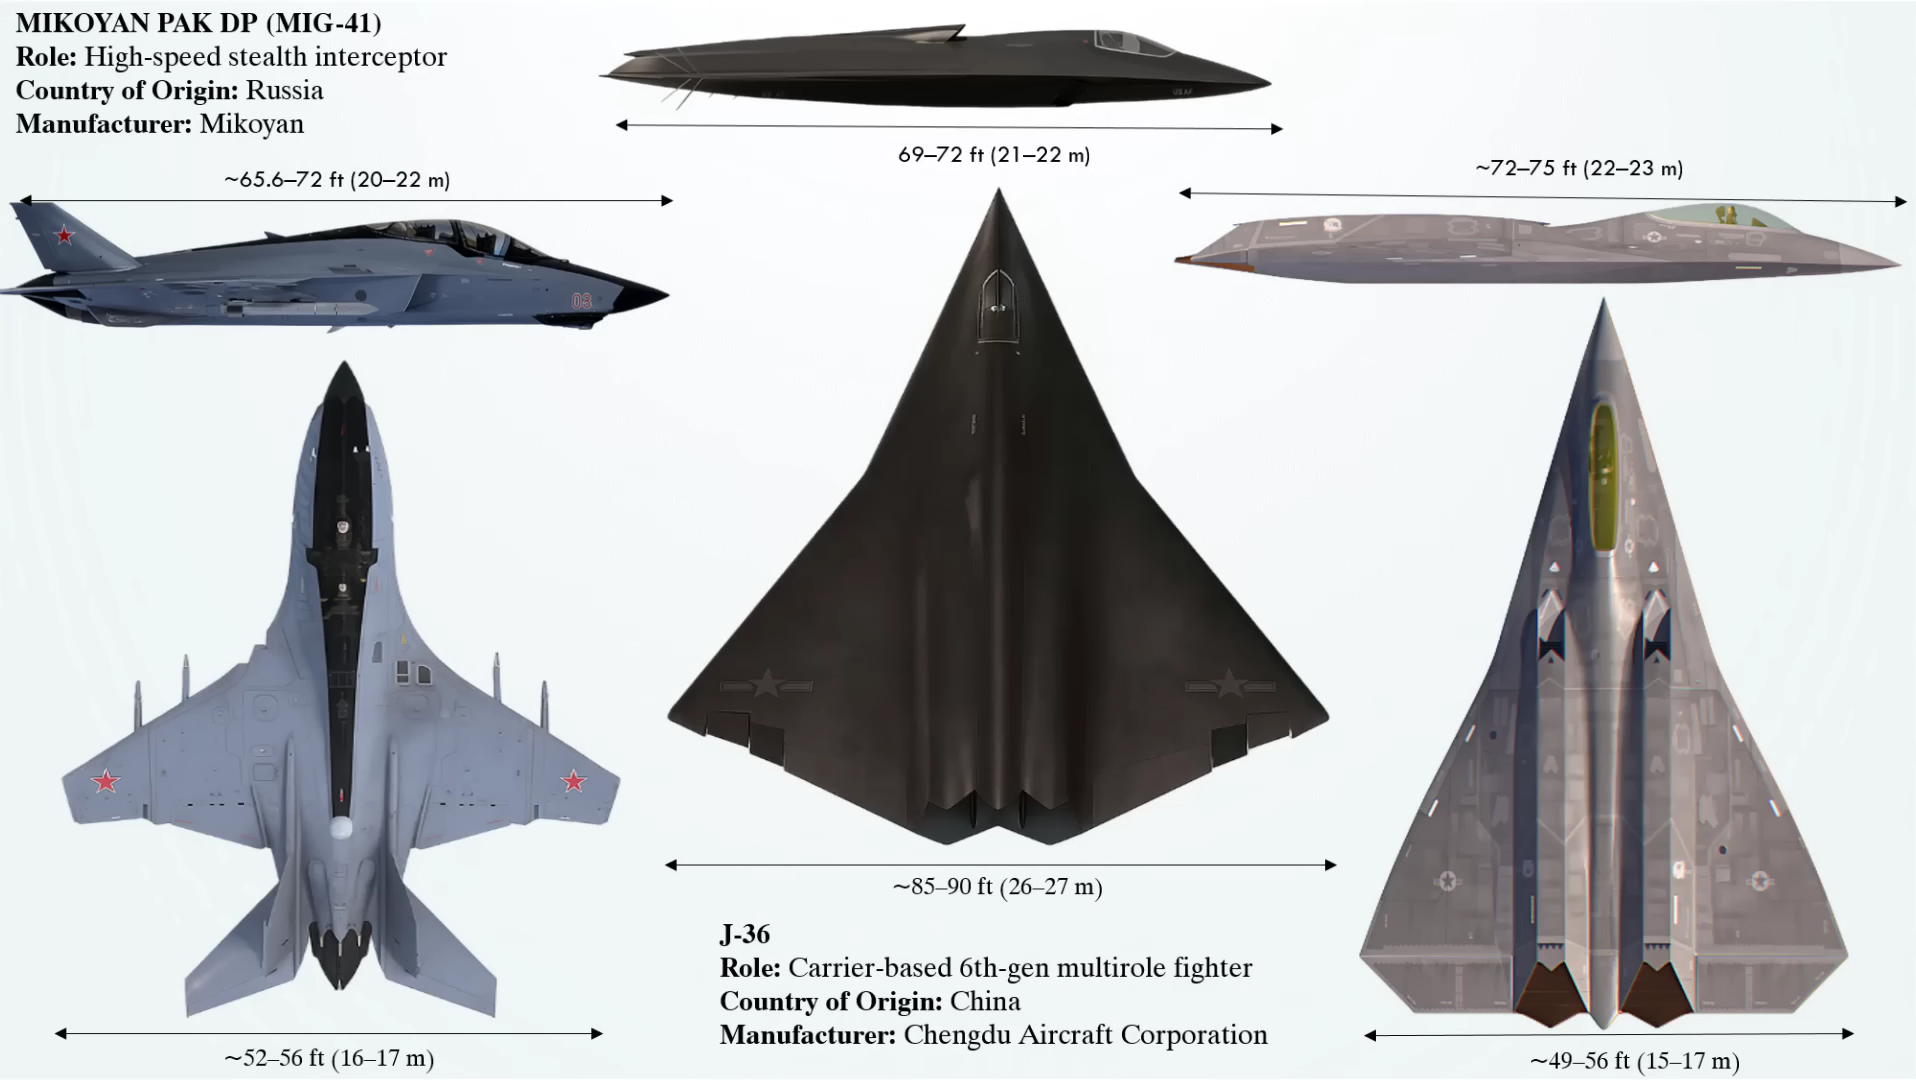 MIKOYAN PAK DP (MIG-41)
Role: High-speed stealth interceptor
Country of Origin: Russia
Manufacturer: Mikoyan
~65.6–72 ft (20–22 m)
03
~52–56 ft (16–17 m)
USAF
69–72 ft (21–22 m)
~85–90 ft (26–27 m)
J-36
Role: Carrier-based 6th-gen multirole fighter
Country of Origin: China
Manufacturer: Chengdu Aircraft Corporation
~72–75 ft (22–23 m)
~49–56 ft (15–17 m)